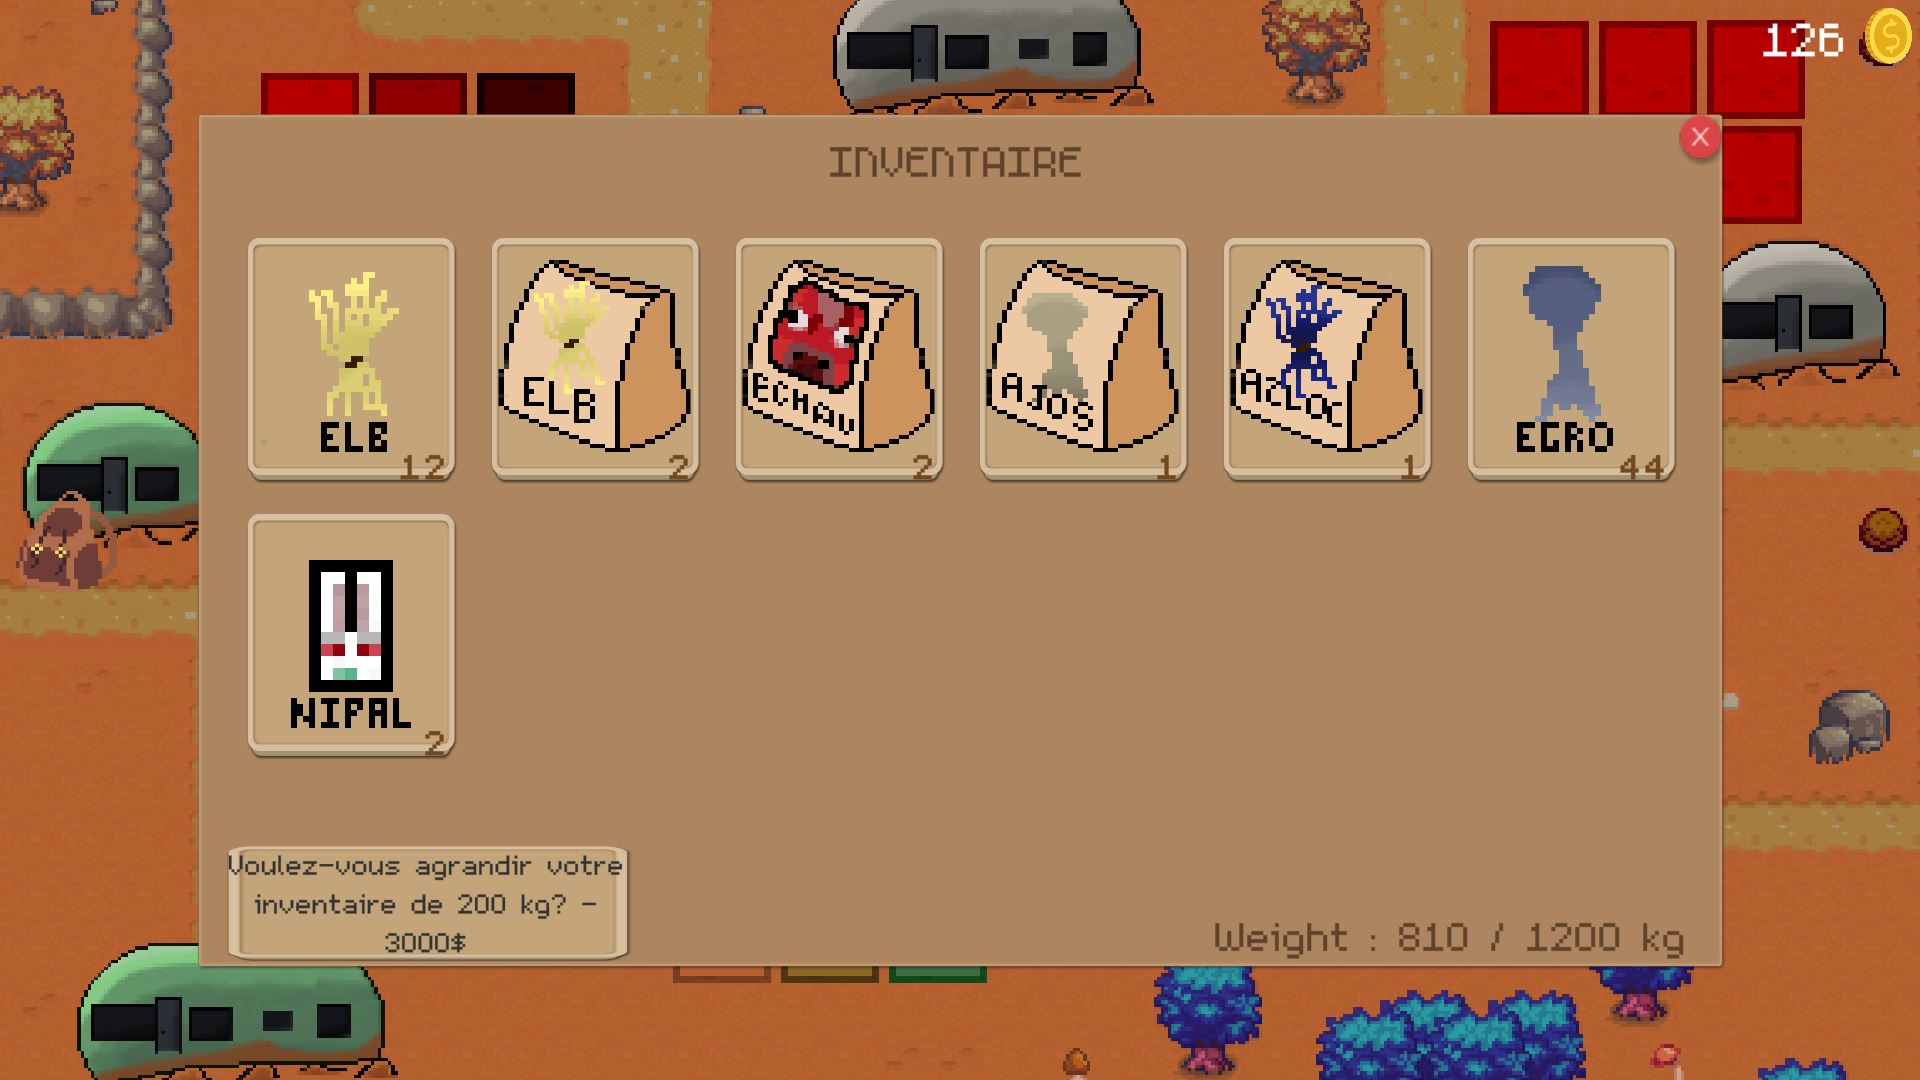 126
INVENTAIRE
X
ELB
12
ELB
2
ECHAV
2
AJOS
1
AZLOC
1
EGRO
44
NIPAL
2
Voulez-vous agrandir votre
inventaire de 200 kg? -
3000$
Weight : 810 / 1200 kg